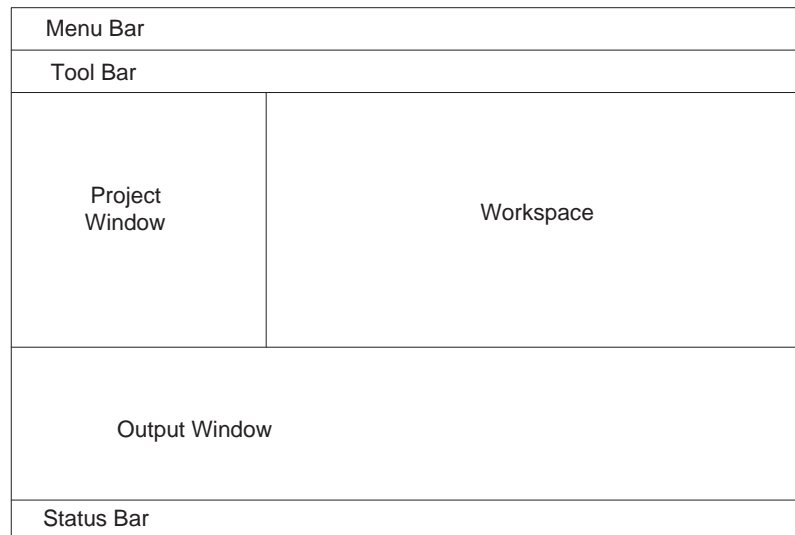 Menu Bar
Tool Bar
Project
Window
Workspace
Output Window
Status Bar